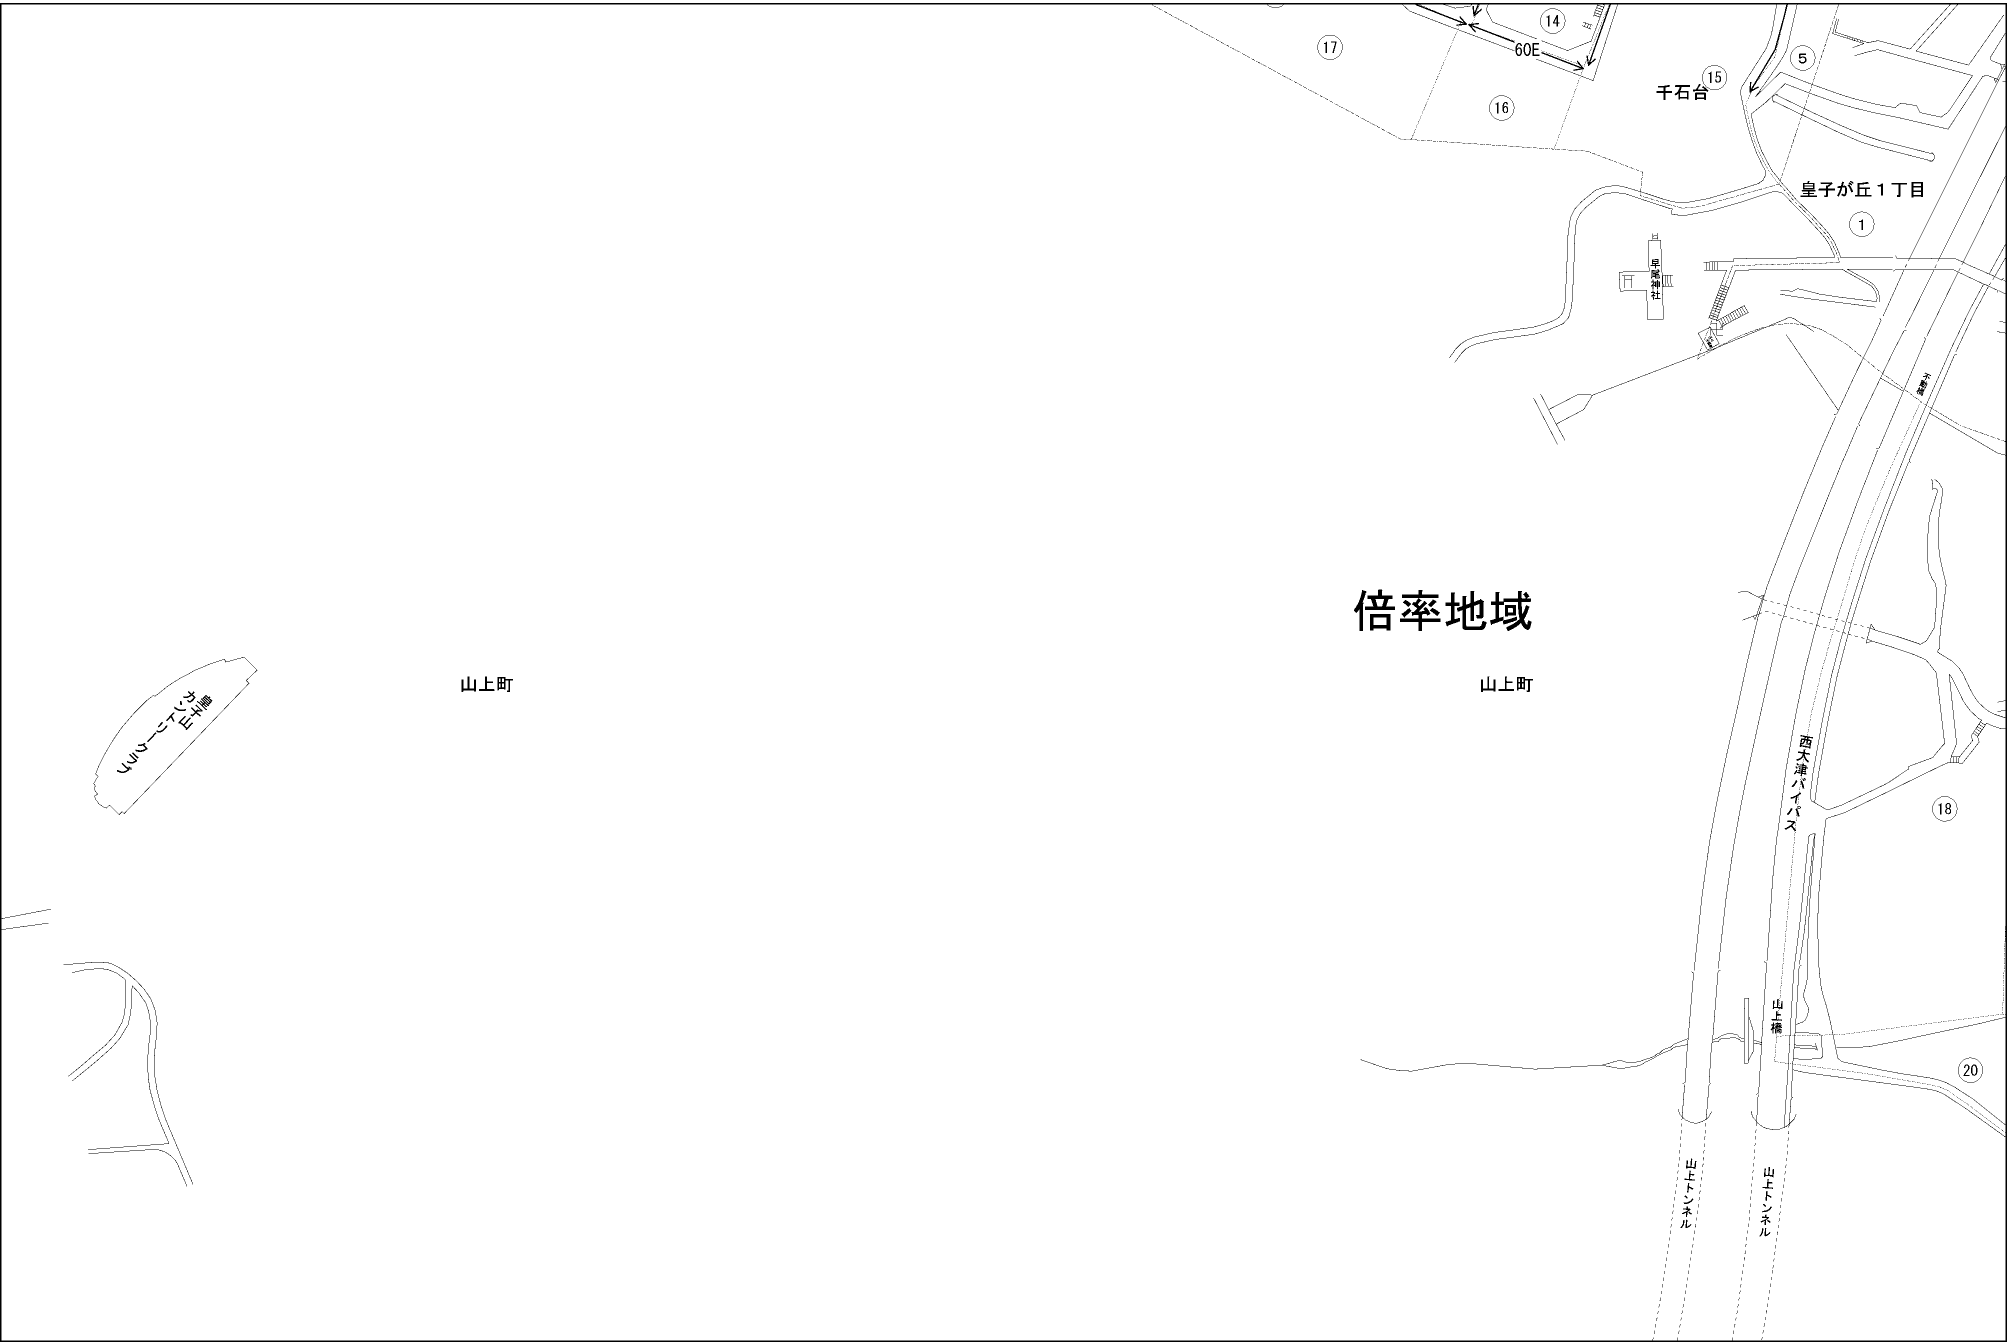 14
17
60E
5
15
千石台
16
皇子が丘1丁目
1
早尾神社
不動橋
倍率地域
山上町
山上町
皇子山
カントリークラブ
西大津バイパス
18
山上橋
20
山上トンネル
山上トンネル